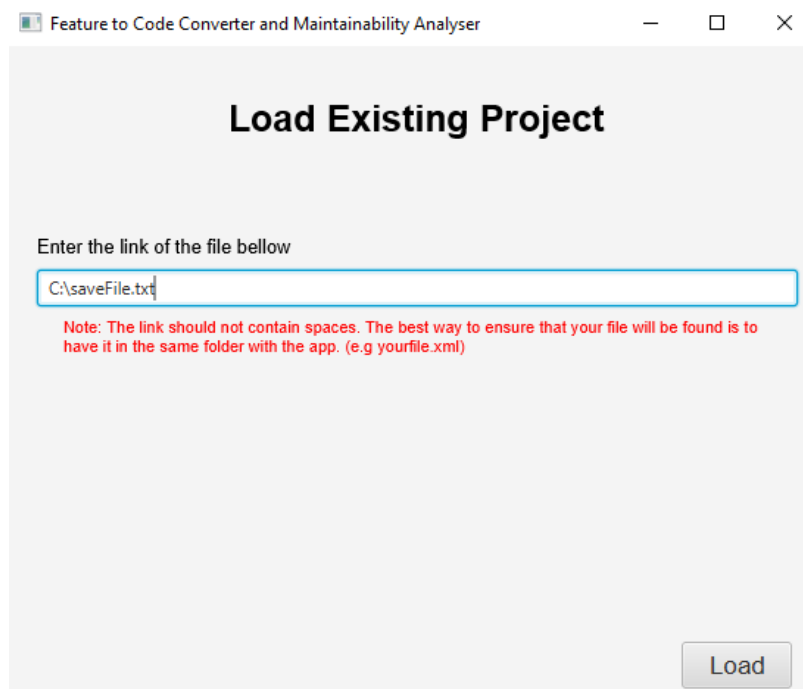 Feature to Code Converter and Maintainability Analyser
Load Existing Project
Enter the link of the file bellow
C:\saveFile.txt
Note: The link should not contain spaces. The best way to ensure that your file will be found is to
have it in the same folder with the app. (e.g yourfile.xml)
Load